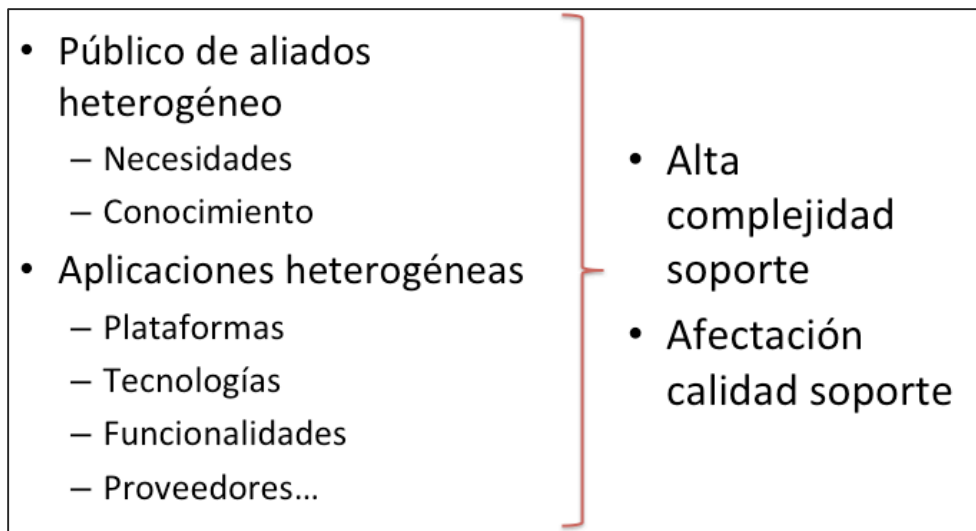 • Público de aliados
heterogéneo
– Necesidades
– Conocimiento
• Aplicaciones heterogéneas
– Plataformas
– Tecnologías
– Funcionalidades
– Proveedores...
• Alta
complejidad
soporte
• Afectación
calidad soporte